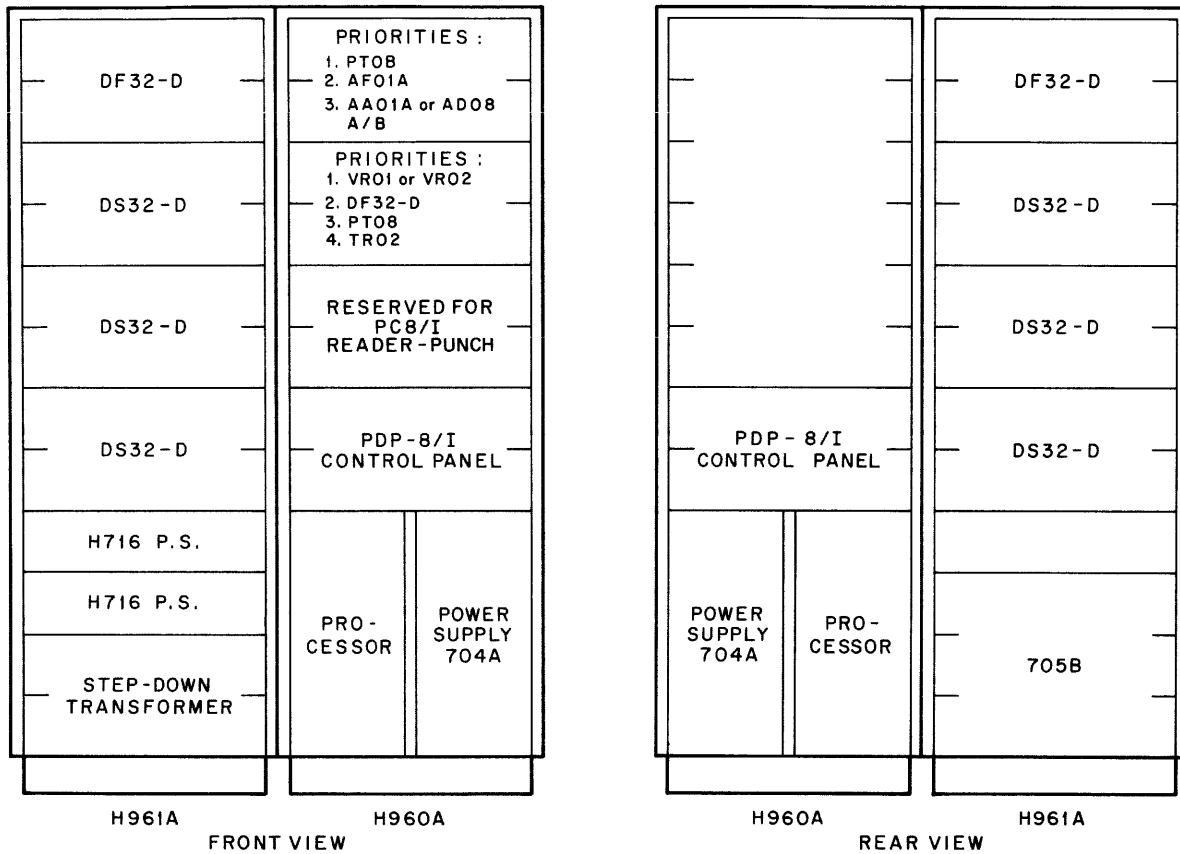 DF32-D
DS32-D
DS32-D
DS32-D
H716 P.S.
H716 P.S.
STEP-DOWN
TRANSFORMER
H961A
PRIORITIES :
1. PT0B
2. AF01A
3. AA01A or AD08
A/B
PRIORITIES :
1. VR01 or VR02
2. DF32-D
3. PT08
4. TR02
RESERVED FOR
PC8/I
READER-PUNCH
PDP-8/I
CONTROL PANEL
PRO-
CESSOR
POWER
SUPPLY
704A
H960A
FRONT VIEW
PDP-8/I
CONTROL PANEL
POWER
SUPPLY
704A
PRO-
CESSOR
H960A
DF32-D
DS32-D
DS32-D
DS32-D
705B
H961A
REAR VIEW